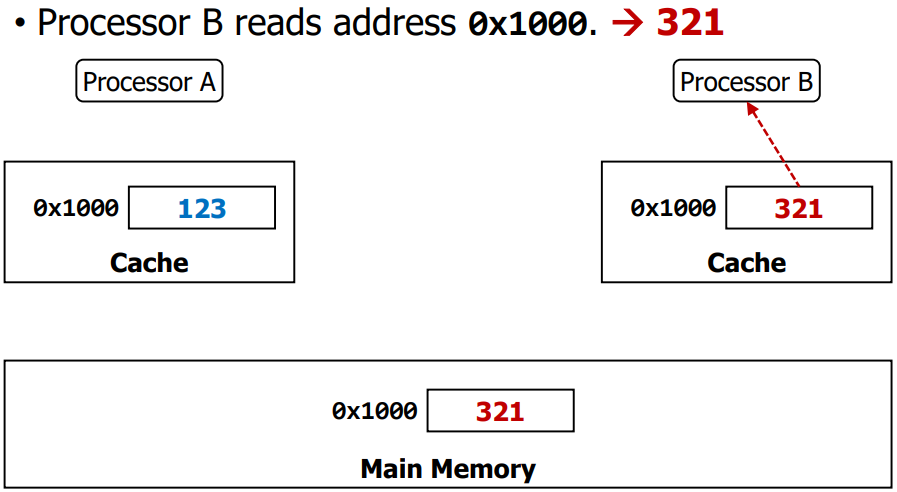 • Processor B reads address 0x1000. → 321
Processor A
Processor B
0x1000 123
Cache
0x1000 321
Cache
0x1000 321
Main Memory